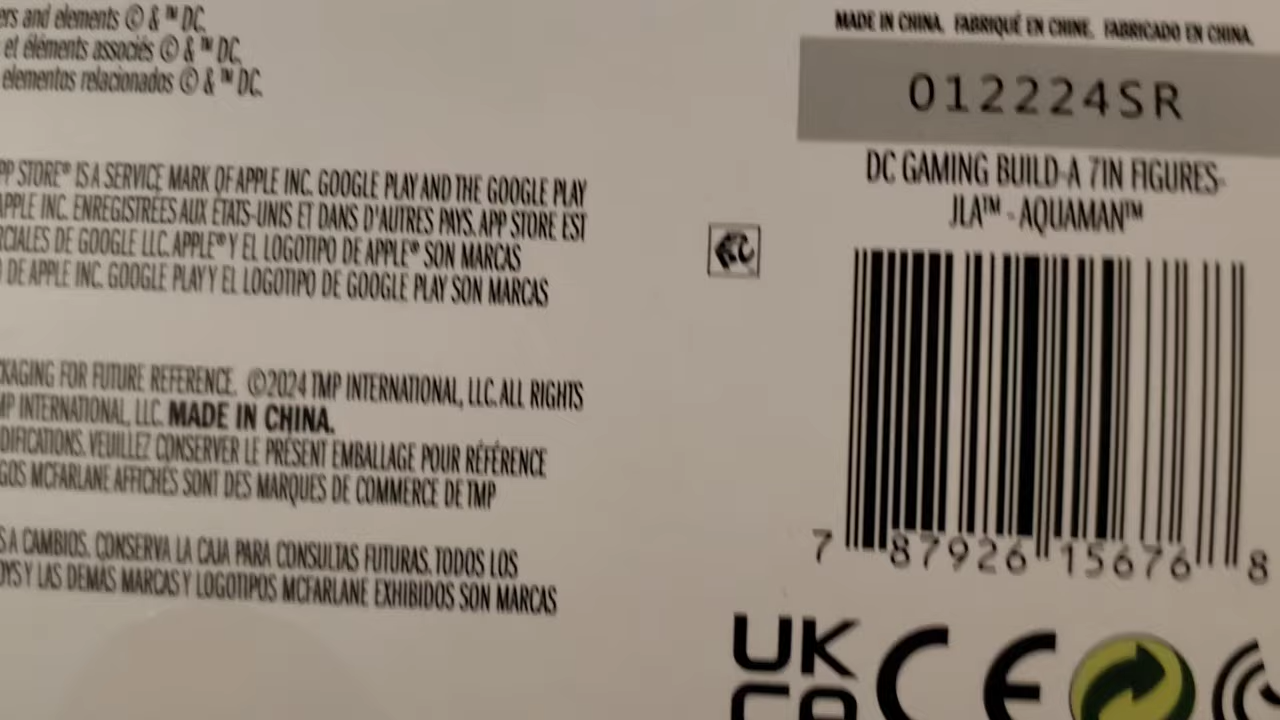 ers and elements © & ™ DC.
et éléments associés © & ™ DC.
elementos relacionados © & ™ DC.
PP STORE® IS A SERVICE MARK OF APPLE INC. GOOGLE PLAY AND THE GOOGLE PLAY
APPLE INC. ENREGISTRÉES AUX ÉTATS-UNIS ET DANS D'AUTRES PAYS. APP STORE EST
RCIALES DE GOOGLE LLC. APPLE® Y EL LOGOTIPO DE APPLE® SON MARCAS
DE APPLE INC. GOOGLE PLAY Y EL LOGOTIPO DE GOOGLE PLAY SON MARCAS
KAGING FOR FUTURE REFERENCE. ©2024 TMP INTERNATIONAL, LLC. ALL RIGHTS
MP INTERNATIONAL, LLC. MADE IN CHINA.
DIFICATIONS. VEUILLEZ CONSERVER LE PRÉSENT EMBALLAGE POUR RÉFÉRENCE
GOS MCFARLANE AFFICHÉS SONT DES MARQUES DE COMMERCE DE TMP
S A CAMBIOS. CONSERVA LA CAJA PARA CONSULTAS FUTURAS. TODOS LOS
OYS Y LAS DEMÁS MARCAS Y LOGOTIPOS MCFARLANE EXHIBIDOS SON MARCAS
MADE IN CHINA. FABRIQUÉ EN CHINE. FABRICADO EN CHINA.
012224SR
DC GAMING BUILD-A 7IN FIGURES-
JLA™ - AQUAMAN™
7 87926 15676 8
UK
CA
CE